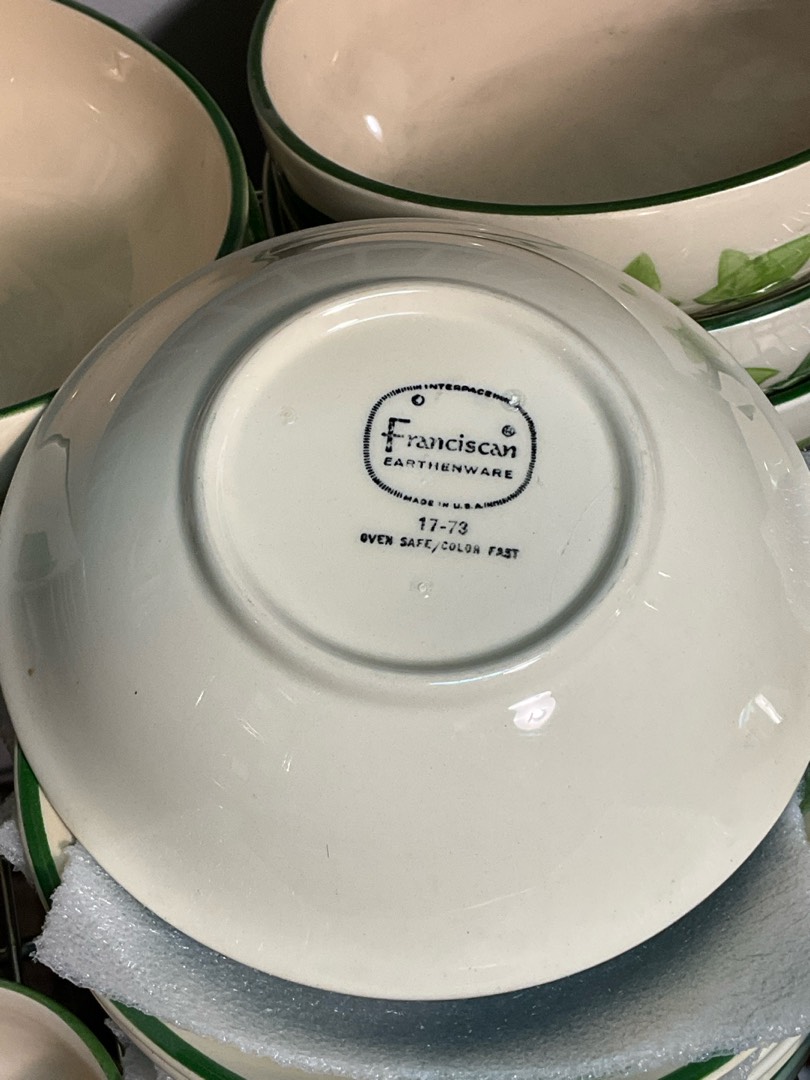 INTERPACE
Franciscan
EARTHENWARE
MADE IN U.S.A.
17-73
OVEN SAFE/COLOR FAST